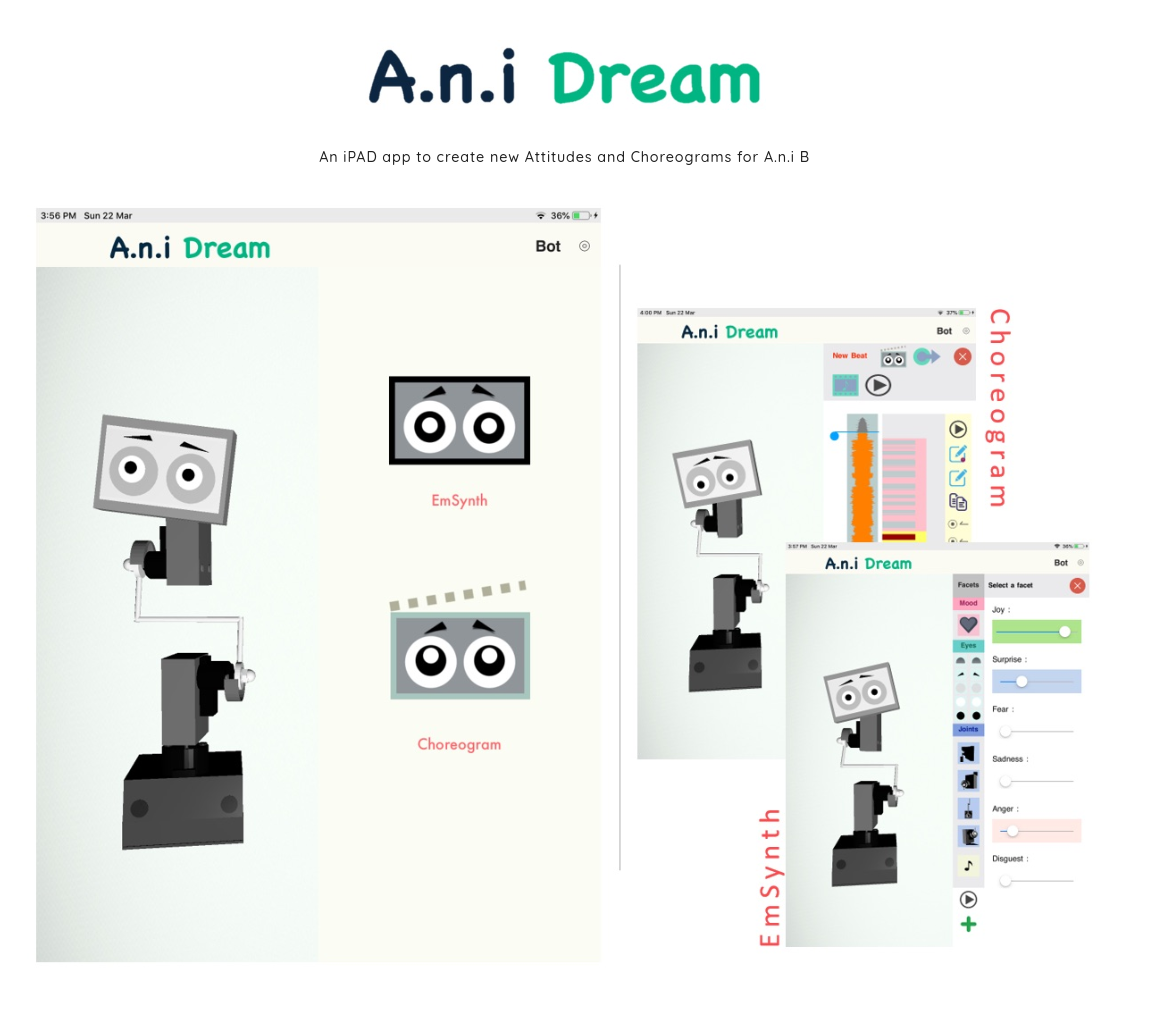 A.n.i Dream
An iPAD app to create new Attitudes and Choreograms for A.n.i B
3:56 PM Sun 22 Mar
36%
A.n.i Dream
Bot
EmSynth
Choreogram
4:00 PM Sun 22 Mar
37%
A.n.i Dream
Bot
New Beat
Choreogram
3:57 PM Sun 22 Mar
36%
A.n.i Dream
Bot
Facets
Select a facet
Mood
Joy :
Eyes
Surprise :
Fear :
Joints
Sadness :
Anger :
Disguest :
EmSynth